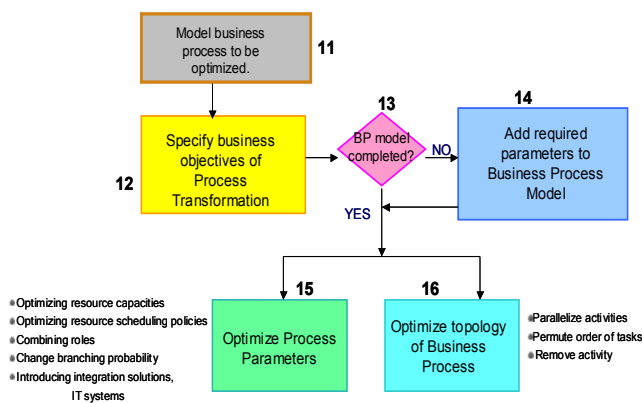 Model business
process to be
optimized.
11
12
Specify business
objectives of
Process
Transformation
13
BP model
completed?
NO
YES
14
Add required
parameters to
Business Process
Model
Optimizing resource capacities
Optimizing resource scheduling policies
Combining roles
Change branching probability
Introducing integration solutions,
IT systems
15
Optimize Process
Parameters
16
Optimize topology
of Business
Process
Parallelize activities
Permute order of tasks
Remove activity